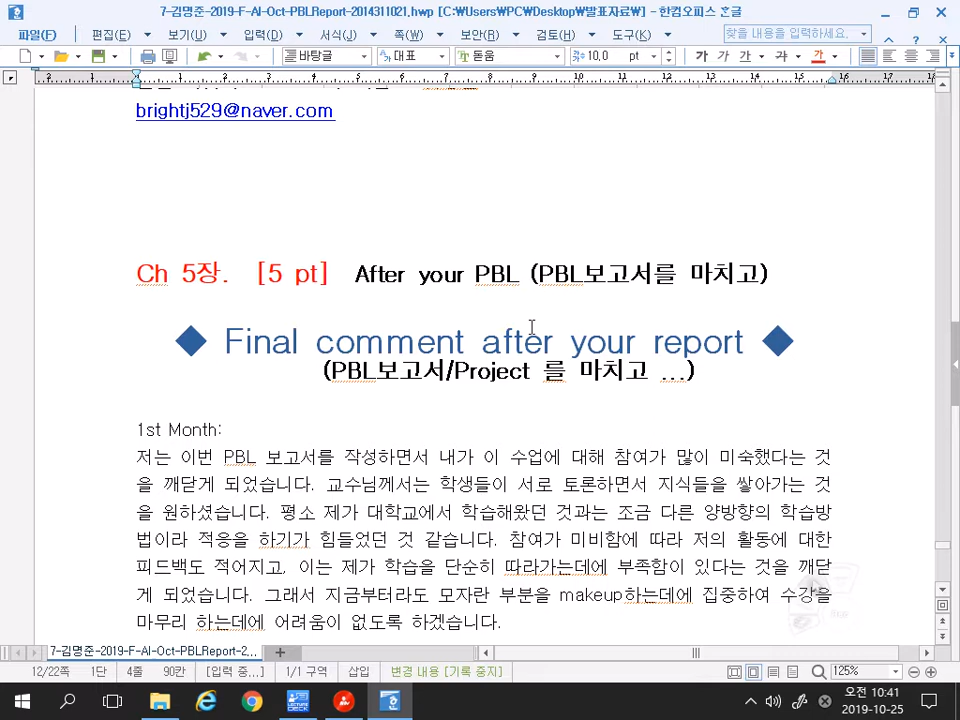 7-김명준-2019-F-AI-Oct-PBLReport-2014311021.hwp [C:₩Users₩PC₩Desktop₩발표자료₩] - 한컴오피스 한글
파일(F) 편집(E) 보기(U) 입력(D) 서식(J) 쪽(W) 보안(R) 검토(H) 도구(K) 찾을 내용을 입력하세요.
바탕글 대표 돋움 10.0 pt 가 가 가 가 가
brightj529@naver.com
Ch 5장. [5 pt] After your PBL (PBL보고서를 마치고)
◆ Final comment after your report ◆
(PBL보고서/Project 를 마치고 ...)
1st Month:
저는 이번 PBL 보고서를 작성하면서 내가 이 수업에 대해 참여가 많이 미숙했다는 것
을 깨닫게 되었습니다. 교수님께서는 학생들이 서로 토론하면서 지식들을 쌓아가는 것
을 원하셨습니다. 평소 제가 대학교에서 학습해왔던 것과는 조금 다른 양방향의 학습방
법이라 적응을 하기가 힘들었던 것 같습니다. 참여가 미비함에 따라 저의 활동에 대한
피드백도 적어지고, 이는 제가 학습을 단순히 따라가는데에 부족함이 있다는 것을 깨닫
게 되었습니다. 그래서 지금부터라도 모자란 부분을 makeup하는데에 집중하여 수강을
마무리 하는데에 어려움이 없도록 하겠습니다.
7-김명준-2019-F-AI-Oct-PBLReport-2...
12/22쪽 1단 4줄 90칸 [입력 중...] 1/1 구역 삽입 변경 내용 [기록 중지] 125%
오전 10:41
2019-10-25